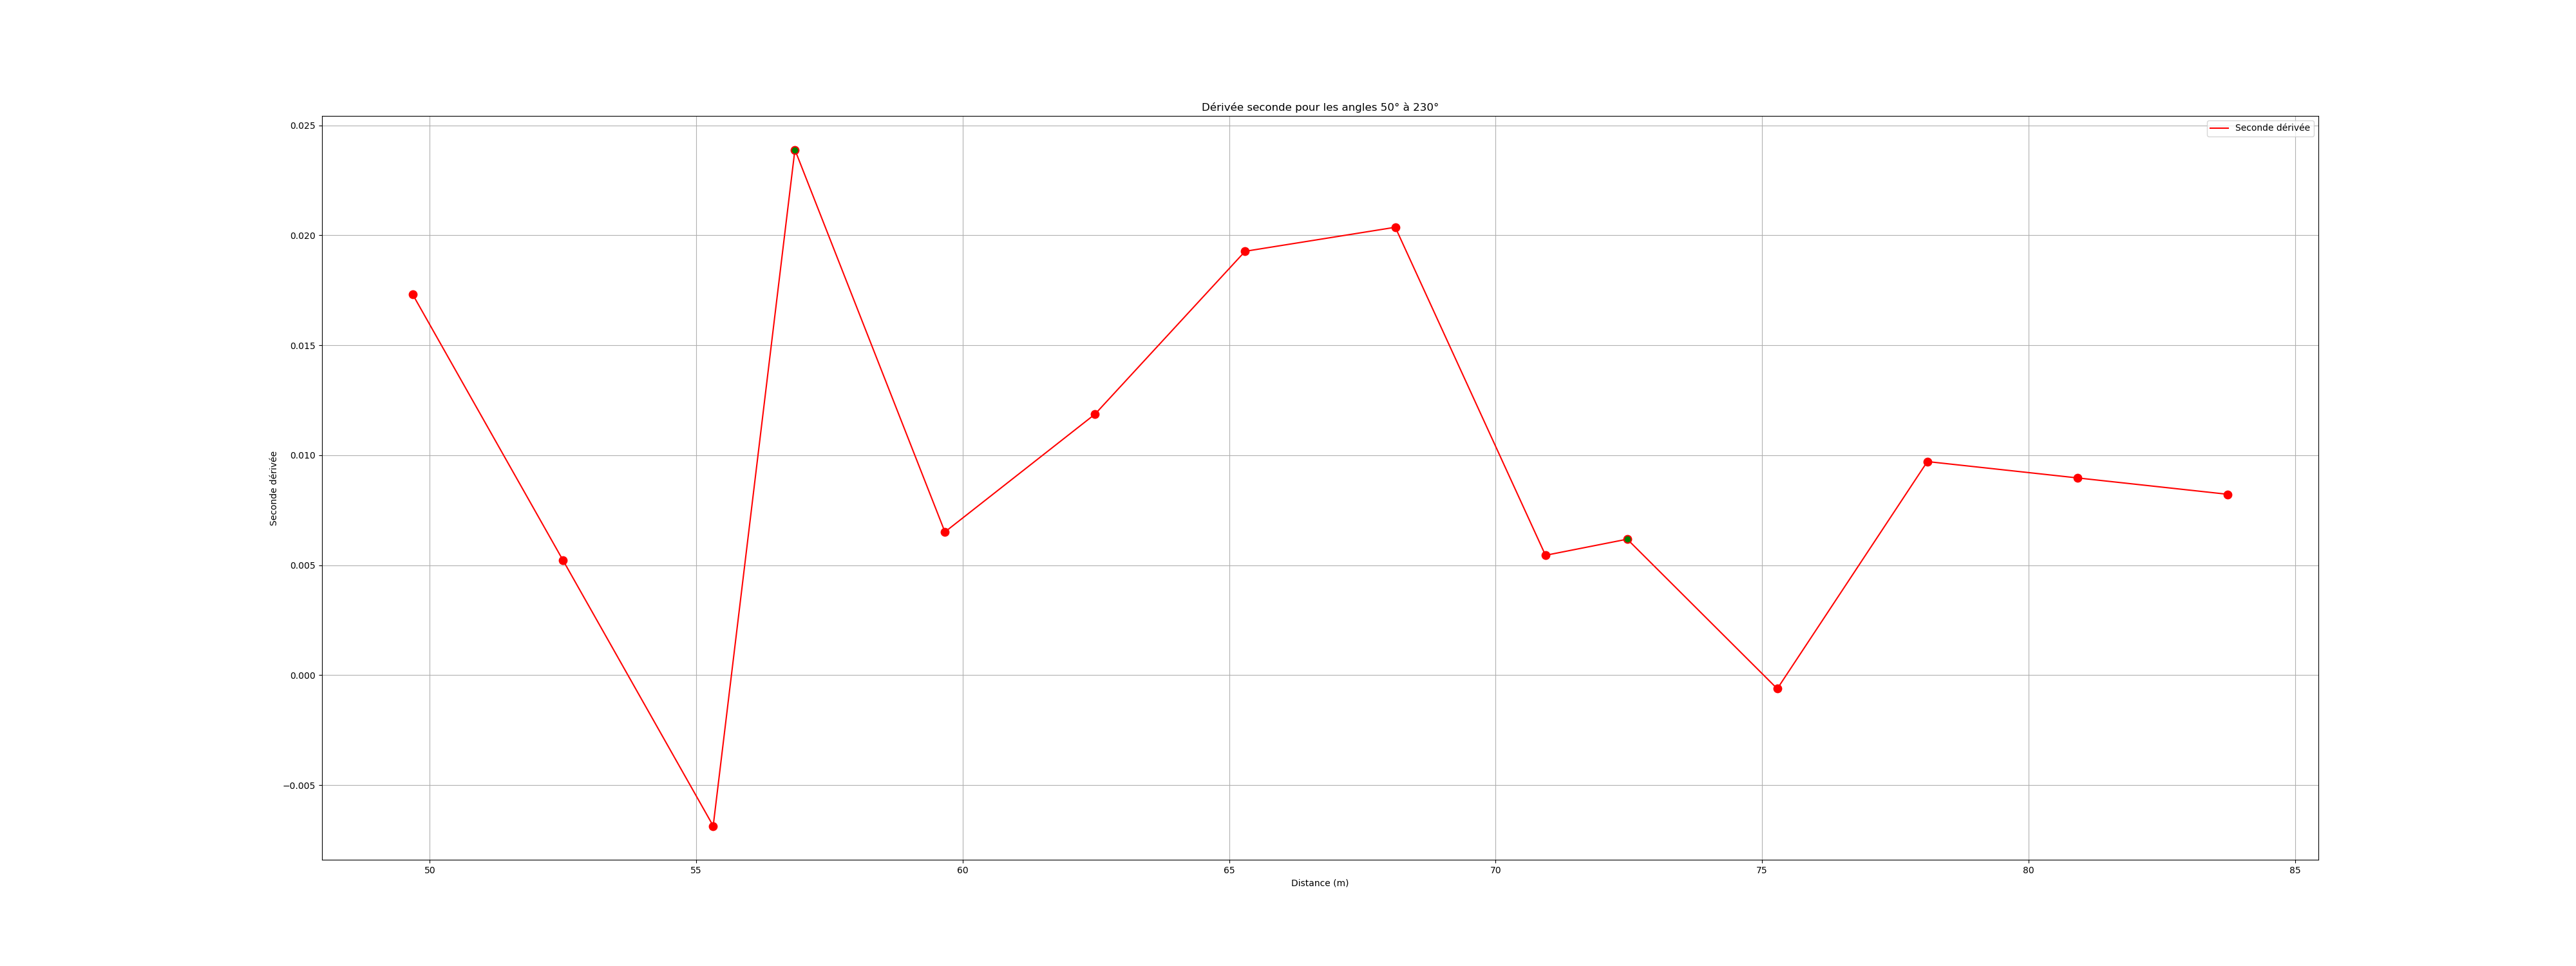 Dérivée seconde pour les angles 50° à 230°
Seconde dérivée
0.025
0.020
0.015
0.010
0.005
0.000
−0.005
Seconde dérivée
50 55 60 65 70 75 80 85
Distance (m)